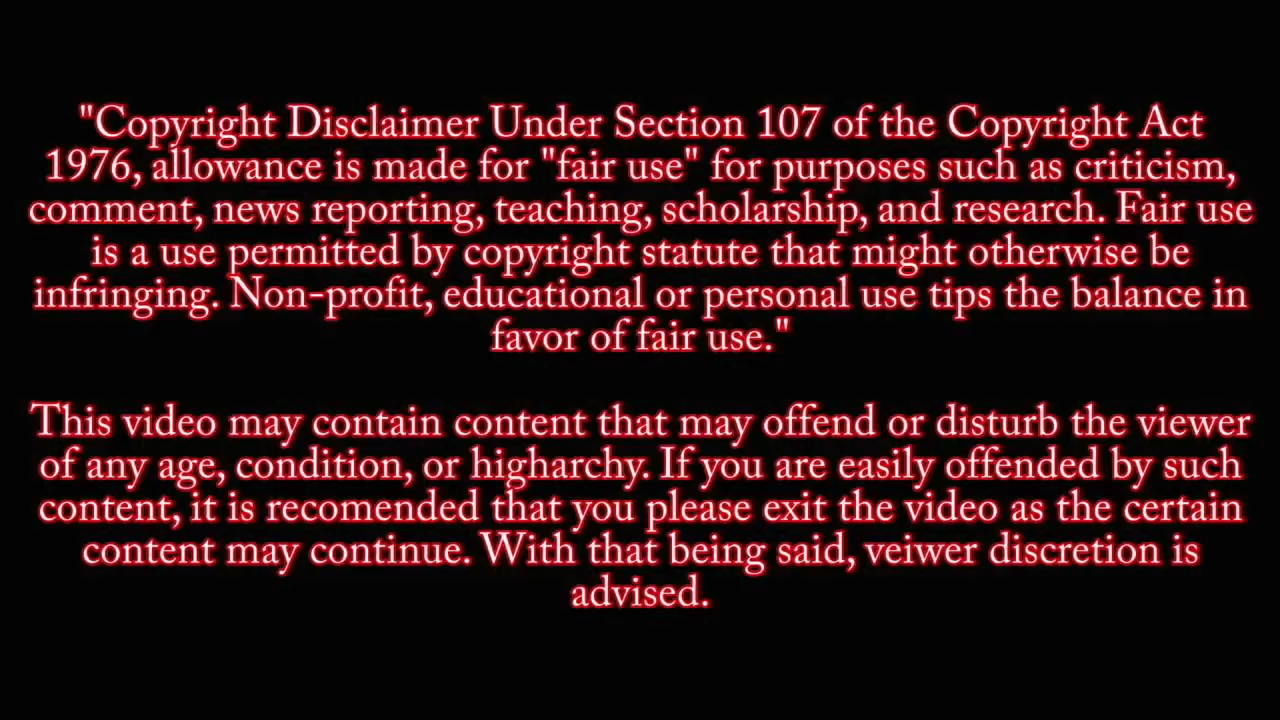 "Copyright Disclaimer Under Section 107 of the Copyright Act
1976, allowance is made for "fair use" for purposes such as criticism,
comment, news reporting, teaching, scholarship, and research. Fair use
is a use permitted by copyright statute that might otherwise be
infringing. Non-profit, educational or personal use tips the balance in
favor of fair use."
This video may contain content that may offend or disturb the viewer
of any age, condition, or higharchy. If you are easily offended by such
content, it is recomended that you please exit the video as the certain
content may continue. With that being said, veiwer discretion is
advised.